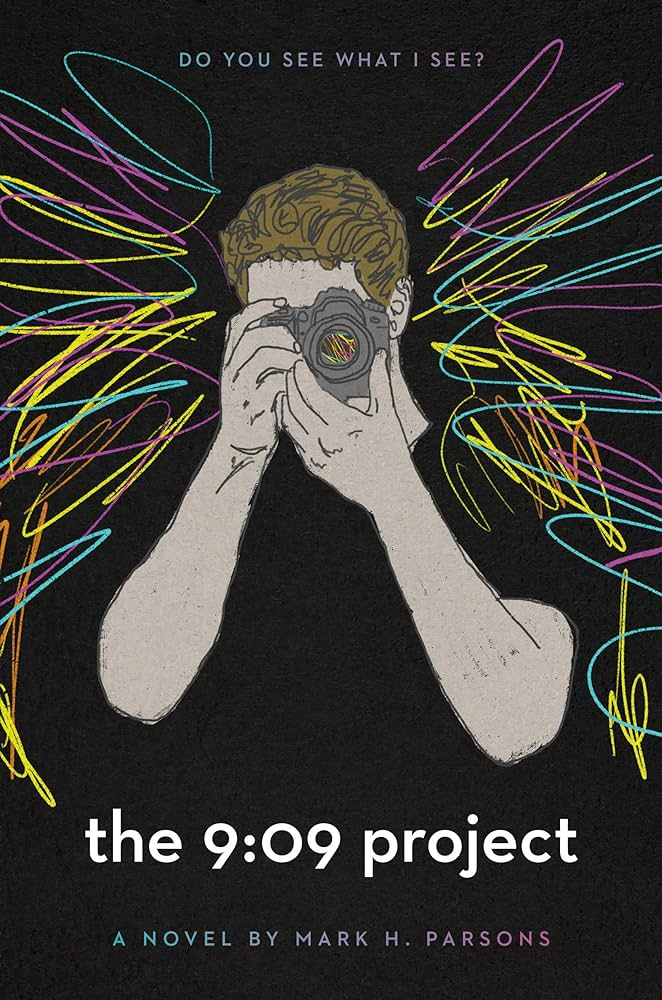 DO YOU SEE WHAT I SEE?
the 9:09 project
A NOVEL BY MARK H. PARSONS